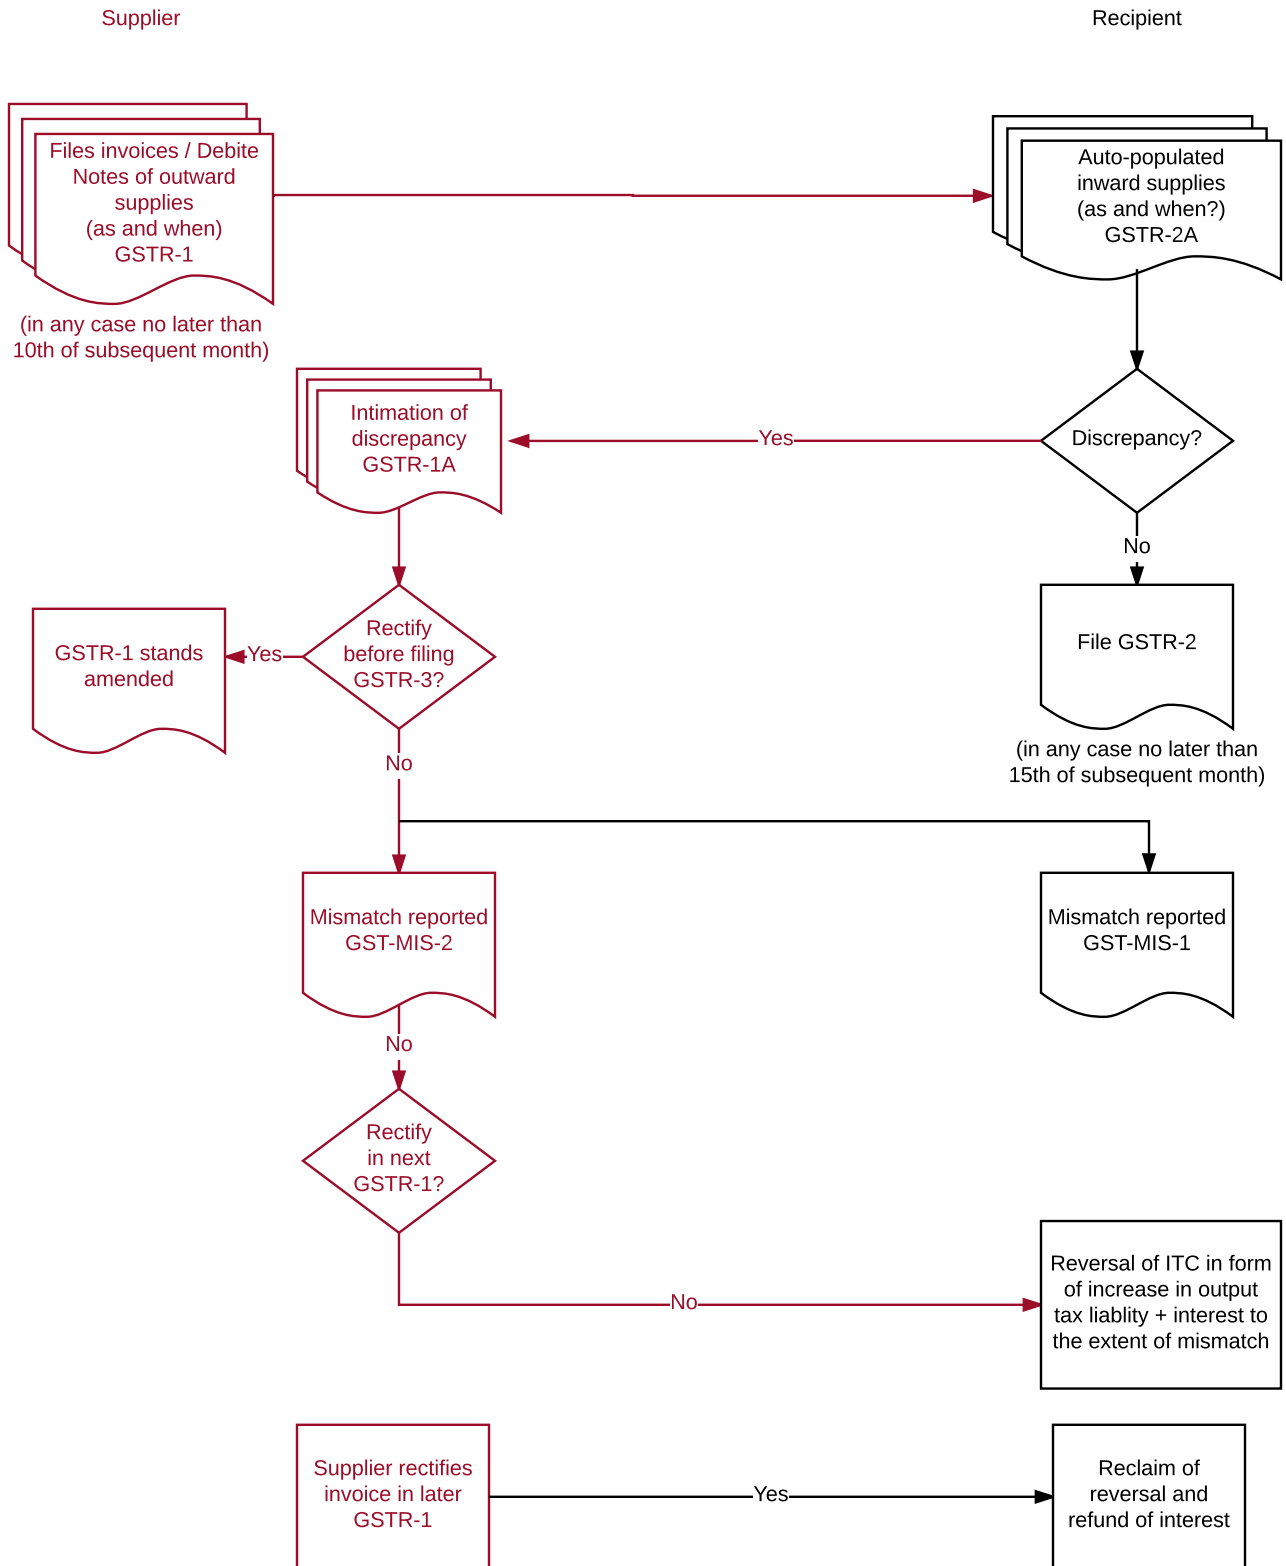 Supplier
Recipient
Files invoices / Debite
Notes of outward
supplies
(as and when)
GSTR-1
(in any case no later than
10th of subsequent month)
Auto-populated
inward supplies
(as and when?)
GSTR-2A
Discrepancy?
Yes
Intimation of
discrepancy
GSTR-1A
No
File GSTR-2
(in any case no later than
15th of subsequent month)
Rectify
before filing
GSTR-3?
Yes
GSTR-1 stands
amended
No
Mismatch reported
GST-MIS-2
Mismatch reported
GST-MIS-1
No
Rectify
in next
GSTR-1?
No
Reversal of ITC in form
of increase in output
tax liablity + interest to
the extent of mismatch
Supplier rectifies
invoice in later
GSTR-1
Yes
Reclaim of
reversal and
refund of interest